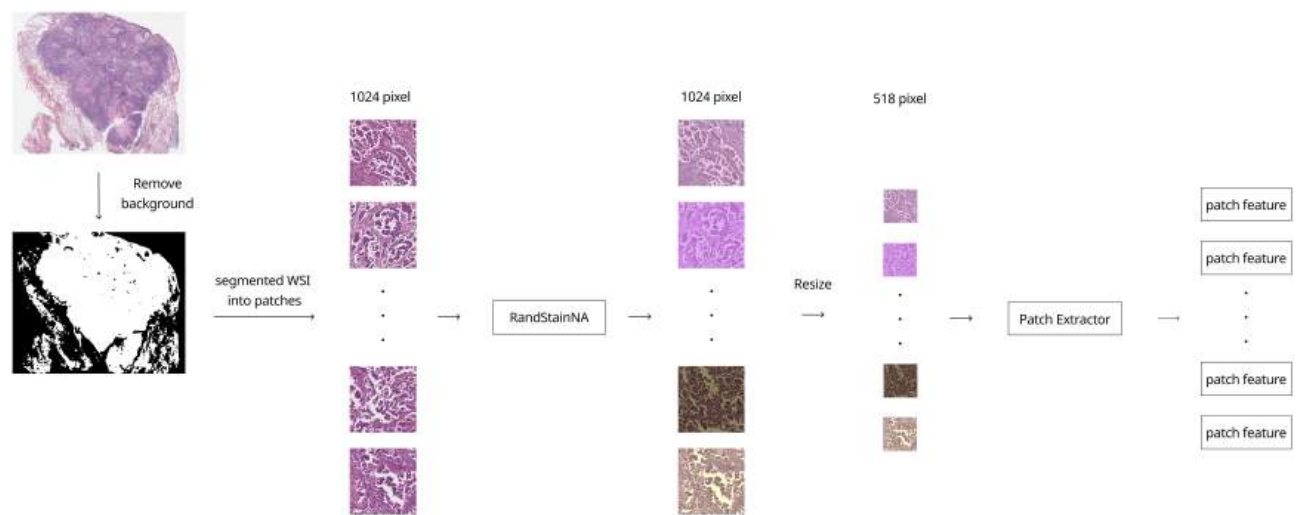 Remove
background
segmented WSI
into patches
1024 pixel
RandStainNA
1024 pixel
Resize
518 pixel
Patch Extractor
patch feature
patch feature
patch feature
patch feature